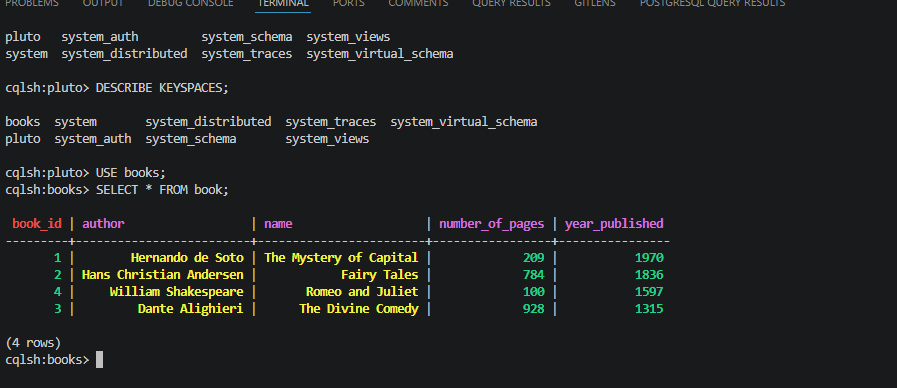 PROBLEMS OUTPUT DEBUG CONSOLE TERMINAL PORTS COMMENTS QUERY RESULTS GITLENS POSTGRESQL QUERY RESULTS
pluto   system_auth         system_schema  system_views
system  system_distributed  system_traces  system_virtual_schema
cqlsh:pluto> DESCRIBE KEYSPACES;
books  system       system_distributed  system_traces  system_virtual_schema
pluto  system_auth  system_schema       system_views
cqlsh:pluto> USE books;
cqlsh:books> SELECT * FROM book;
 book_id | author                  | name                   | number_of_pages | year_published
---------+-------------------------+------------------------+-----------------+----------------
       1 |        Hernando de Soto | The Mystery of Capital |             209 |           1970
       2 | Hans Christian Andersen |            Fairy Tales |             784 |           1836
       4 |     William Shakespeare |       Romeo and Juliet |             100 |           1597
       3 |         Dante Alighieri |      The Divine Comedy |             928 |           1315
(4 rows)
cqlsh:books>